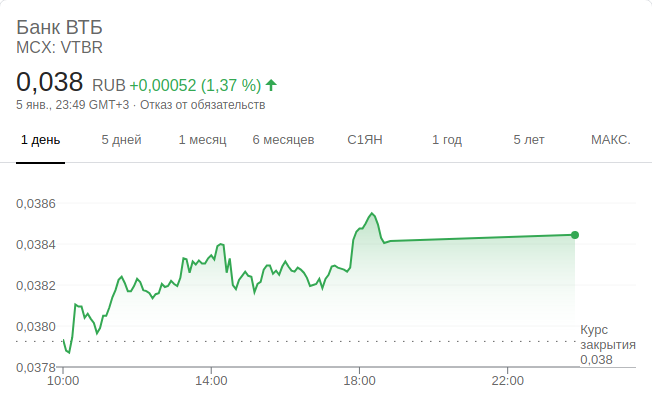 Банк ВТБ
MCX: VTBR
0,038 RUB +0,00052 (1,37 %)
5 янв., 23:49 GMT+3 · Отказ от обязательств
1 день 5 дней 1 месяц 6 месяцев С1ЯН 1 год 5 лет МАКС.
0,0386
0,0384
0,0382
0,0380
0,0378
Курс
закрытия
0,038
10:00 14:00 18:00 22:00